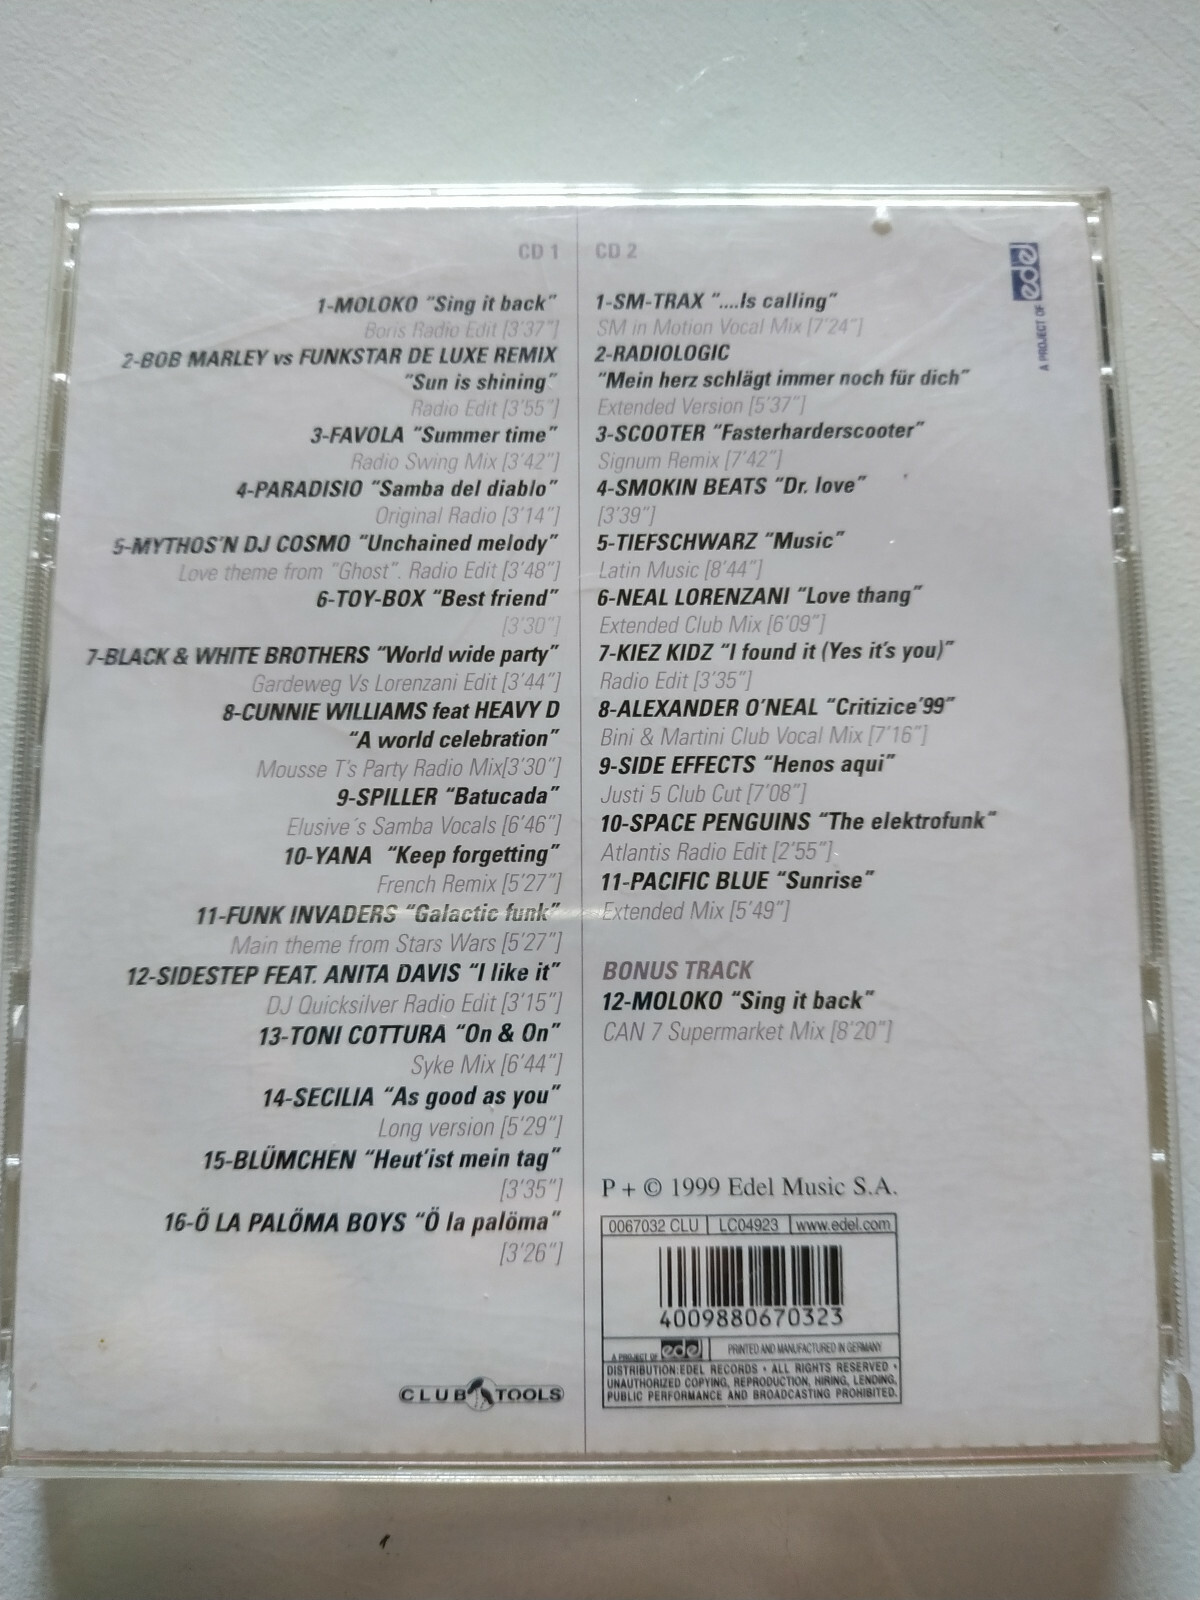 CD 1
1-MOLOKO "Sing it back"
Boris Radio Edit [3'37"]
2-BOB MARLEY vs FUNKSTAR DE LUXE REMIX
"Sun is shining"
Radio Edit [3'55"]
3-FAVOLA "Summer time"
Radio Swing Mix [3'42"]
4-PARADISIO "Samba del diablo"
Original Radio [3'14"]
5-MYTHOS'N DJ COSMO "Unchained melody"
Love theme from "Ghost". Radio Edit [3'48"]
6-TOY-BOX "Best friend"
[3'30"]
7-BLACK & WHITE BROTHERS "World wide party"
Gardeweg Vs Lorenzani Edit [3'44"]
8-CUNNIE WILLIAMS feat HEAVY D
"A world celebration"
Mousse T's Party Radio Mix[3'30"]
9-SPILLER "Batucada"
Elusive´s Samba Vocals [6'46"]
10-YANA "Keep forgetting"
French Remix [5'27"]
11-FUNK INVADERS "Galactic funk"
Main theme from Stars Wars [5'27"]
12-SIDESTEP FEAT. ANITA DAVIS "I like it"
DJ Quicksilver Radio Edit [3'15"]
13-TONI COTTURA "On & On"
Syke Mix [6'44"]
14-SECILIA "As good as you"
Long version [5'29"]
15-BLÜMCHEN "Heut'ist mein tag"
[3'35"]
16-Ö LA PALÖMA BOYS "Ö la palöma"
[3'26"]
CLUB TOOLS
CD 2
1-SM-TRAX "....Is calling"
SM in Motion Vocal Mix [7'24"]
2-RADIOLOGIC
"Mein herz schlägt immer noch für dich"
Extended Version [5'37"]
3-SCOOTER "Fasterharderscooter"
Signum Remix [7'42"]
4-SMOKIN BEATS "Dr. love"
[3'39"]
5-TIEFSCHWARZ "Music"
Latin Music [8'44"]
6-NEAL LORENZANI "Love thang"
Extended Club Mix [6'09"]
7-KIEZ KIDZ "I found it (Yes it's you)"
Radio Edit [3'35"]
8-ALEXANDER O'NEAL "Critizice'99"
Bini & Martini Club Vocal Mix [7'16"]
9-SIDE EFFECTS "Henos aqui"
Justi 5 Club Cut [7'08"]
10-SPACE PENGUINS "The elektrofunk"
Atlantis Radio Edit [2'55"]
11-PACIFIC BLUE "Sunrise"
Extended Mix [5'49"]
BONUS TRACK
12-MOLOKO "Sing it back"
CAN 7 Supermarket Mix [8'20"]
P + © 1999 Edel Music S.A.
0067032 CLU | LC04923 | www.edel.com
4009880670323
A PROJECT OF edel PRINTED AND MANUFACTURED IN GERMANY
DISTRIBUTION:EDEL RECORDS • ALL RIGHTS RESERVED •
UNAUTHORIZED COPYING, REPRODUCTION, HIRING, LENDING,
PUBLIC PERFORMANCE AND BROADCASTING PROHIBITED.
A PROJECT OF edel